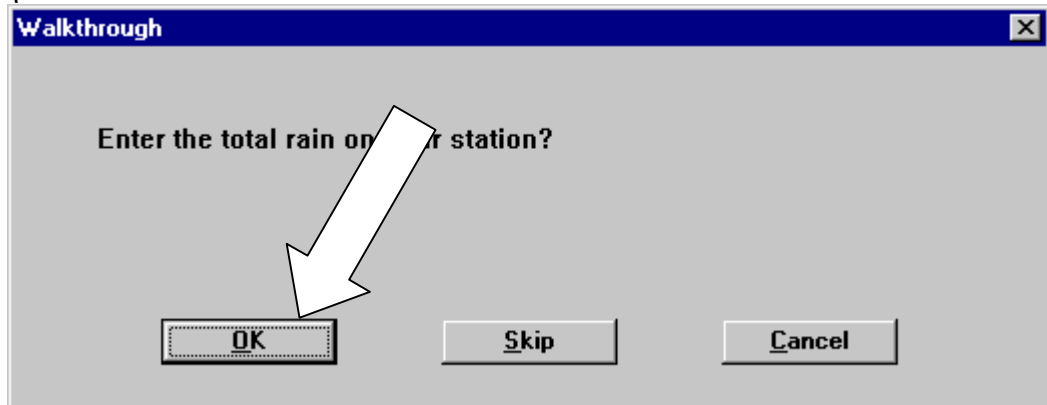 Walkthrough
Enter the total rain on station?
OK
Skip
Cancel